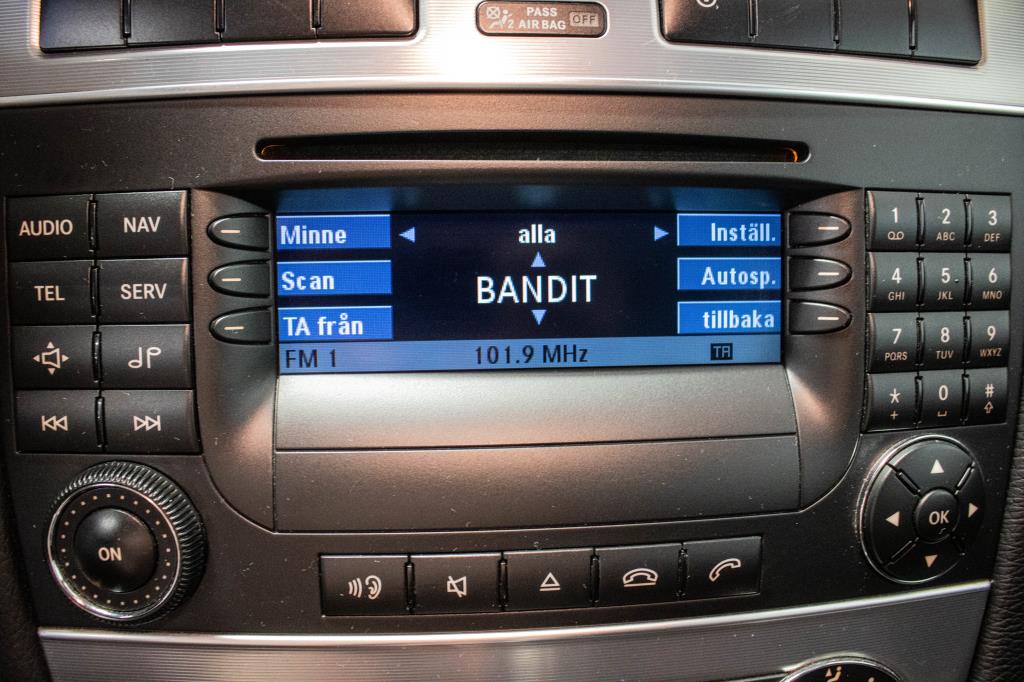 PASS
2 AIR BAG OFF
AUDIO NAV
TEL SERV
Minne alla Inställ.
Scan BANDIT Autosp.
TA från tillbaka
FM 1 101.9 MHz TA
1 2 ABC 3 DEF
4 GHI 5 JKL 6 MNO
7 PQRS 8 TUV 9 WXYZ
* + 0 #
ON
OK